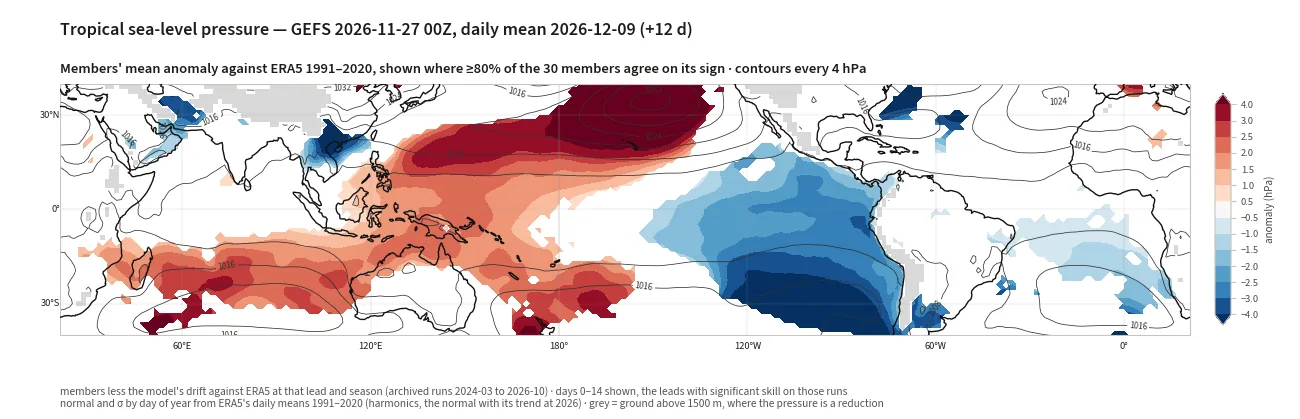 Tropical sea-level pressure — GEFS 2026-11-27 00Z, daily mean 2026-12-09 (+12 d)
Members' mean anomaly against ERA5 1991–2020, shown where ≥80% of the 30 members agree on its sign · contours every 4 hPa
1032
1016
1016
1024
1016
1016
1024
1016
1016
1016
1016
1016
1016
30°N
0°
30°S
60°E
120°E
180°
120°W
60°W
0°
4.0
3.0
2.5
2.0
1.5
1.0
0.5
−0.5
−1.0
−1.5
−2.0
−2.5
−3.0
−4.0
anomaly (hPa)
members less the model's drift against ERA5 at that lead and season (archived runs 2024-03 to 2026-10) · days 0–14 shown, the leads with significant skill on those runs
normal and σ by day of year from ERA5's daily means 1991–2020 (harmonics, the normal with its trend at 2026) · grey = ground above 1500 m, where the pressure is a reduction